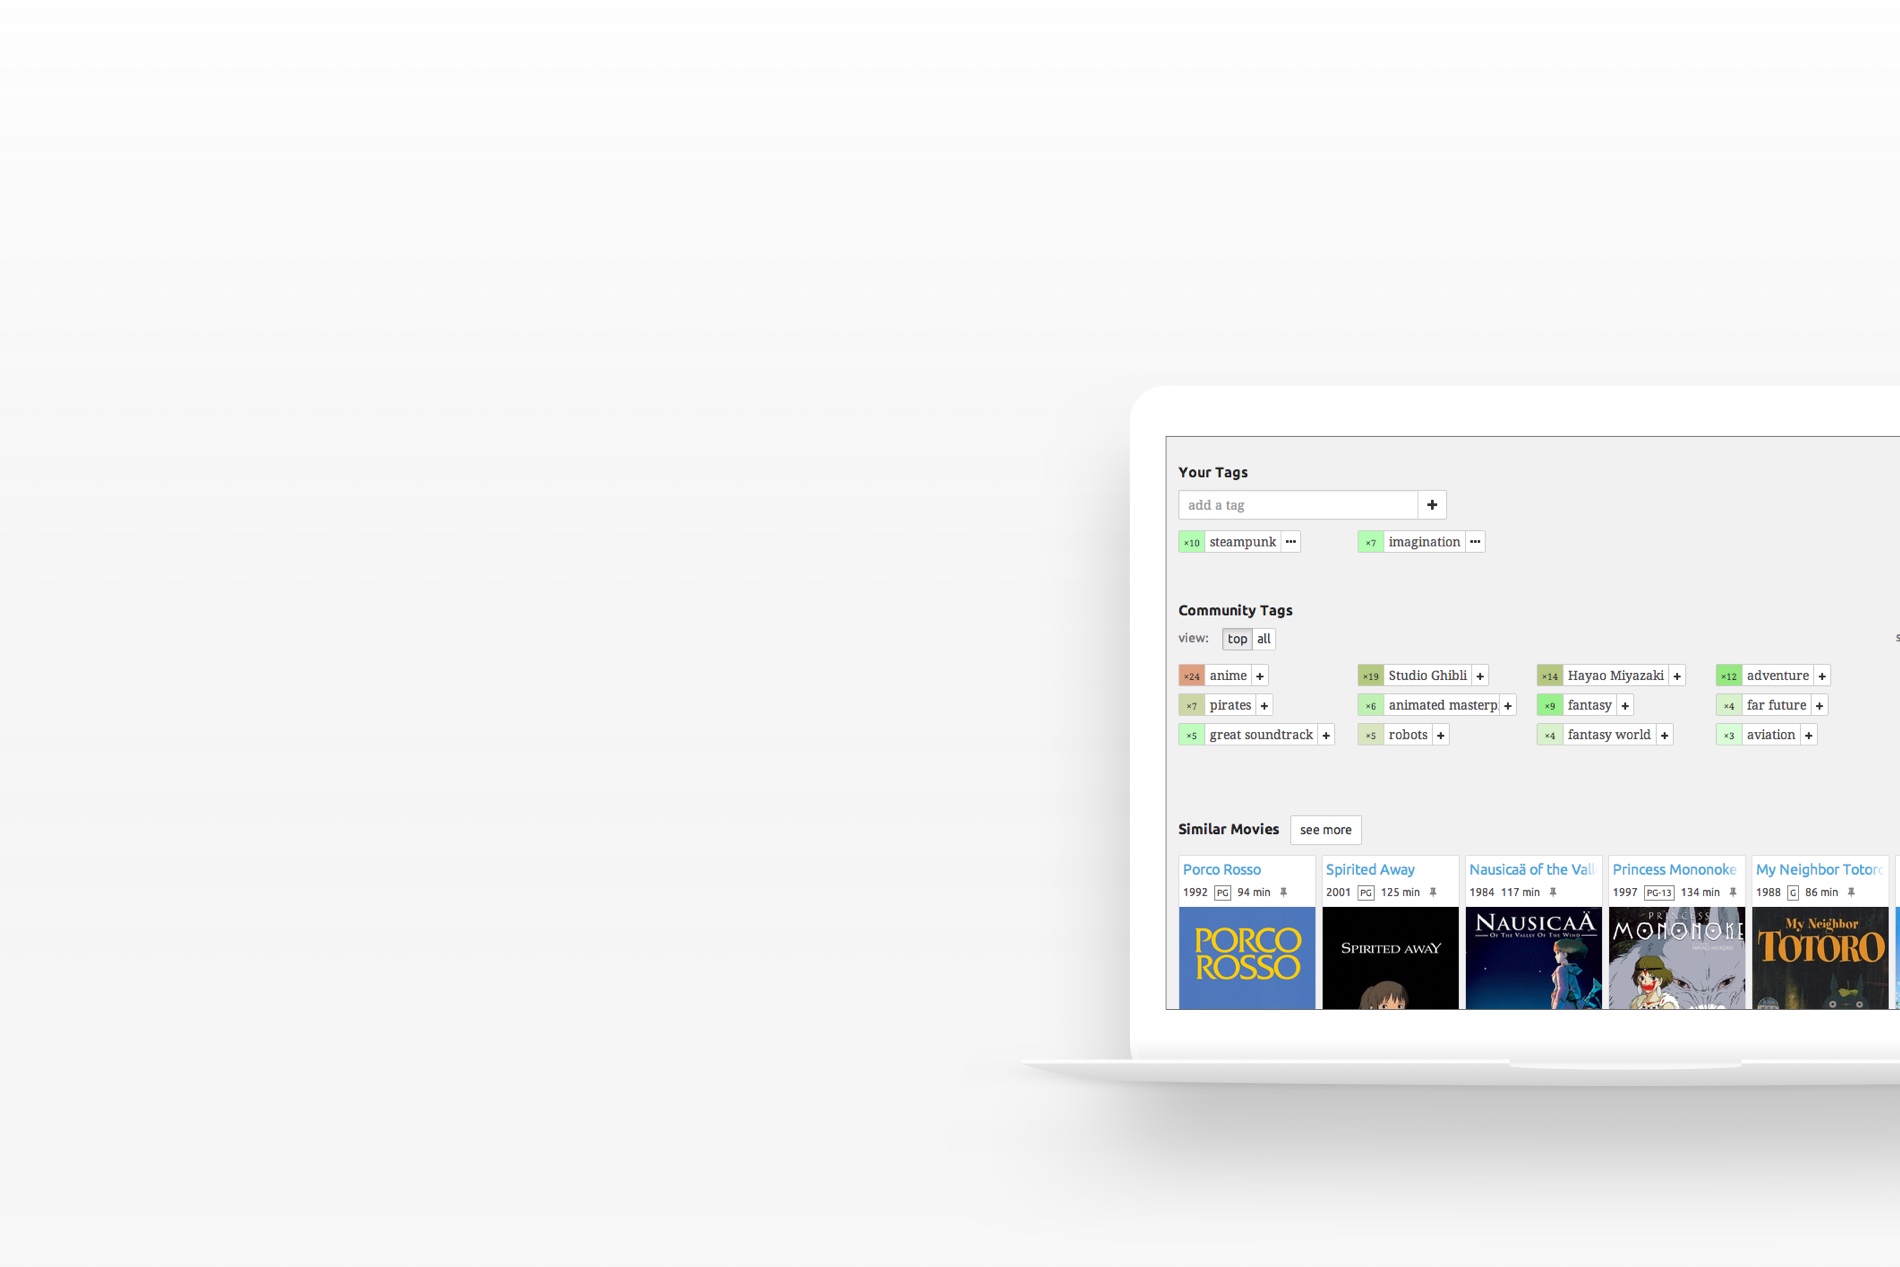 Your Tags
add a tag +
×10 steampunk ••• ×7 imagination •••
Community Tags
view: top all
×24 anime + ×19 Studio Ghibli + ×14 Hayao Miyazaki + ×12 adventure +
×7 pirates + ×6 animated masterp + ×9 fantasy + ×4 far future +
×5 great soundtrack + ×5 robots + ×4 fantasy world + ×3 aviation +
Similar Movies see more
Porco Rosso Spirited Away Nausicaä of the Vall Princess Mononoke My Neighbor Totoro
1992 PG 94 min 2001 PG 125 min 1984 117 min 1997 PG-13 134 min 1988 G 86 min
PORCO
ROSSO
SPIRITED AWAY
NAUSICAÄ
OF THE VALLEY OF THE WIND
PRINCESS
MONONOKE
My Neighbor
TOTORO